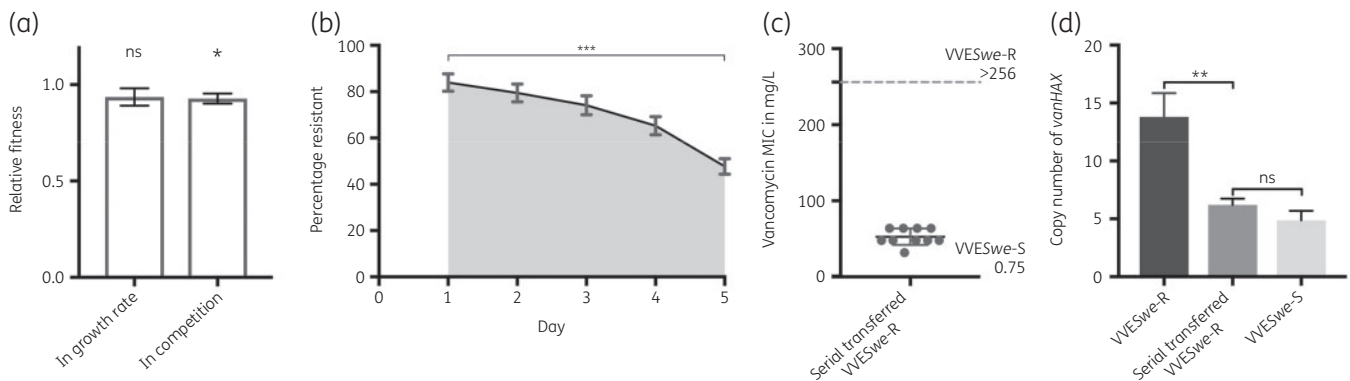 (a)
ns
*
Relative fitness
1.0
0.5
0.0
In growth rate
In competition
(b)
***
Percentage resistant
100
80
60
40
20
0
0
1
2
3
4
5
Day
(c)
Vancomycin MIC in mg/L
300
250
200
100
50
0
VVESwe-R
>256
VVESwe-S
0.75
Serial transferred
VVESwe-R
(d)
Copy number of vanHAX
20
15
10
5
0
**
ns
VVESwe-R
Serial transferred
VVESwe-R
VVESwe-S